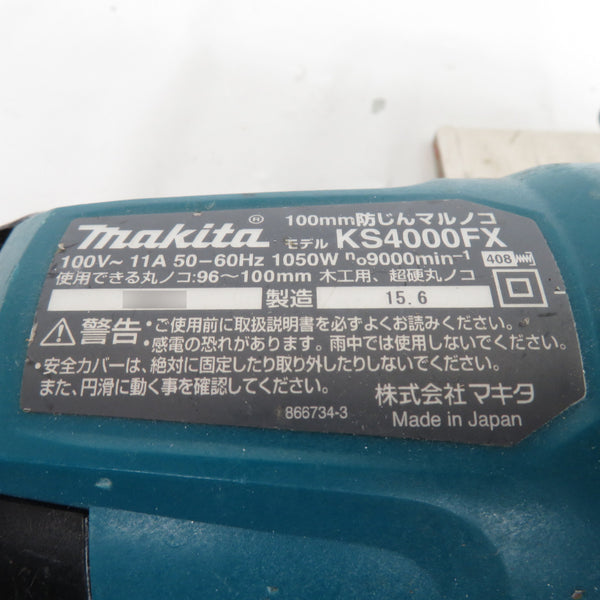 100mm防じんマルノコ
makita® モデル KS4000FX
100V～ 11A 50-60Hz 1050W n₀9000min⁻¹ 408
使用できる丸ノコ:96～100mm 木工用、超硬丸ノコ
製造 15.6
警告 ・ご使用前に取扱説明書を必ずよくお読みください。
・感電の恐れがあります。雨中では使用しないでください。
・安全カバーは、絶対に固定したり取り外したりしないください。
また、円滑に動く事を確認してください。
株式会社 マキタ
866734-3
Made in Japan